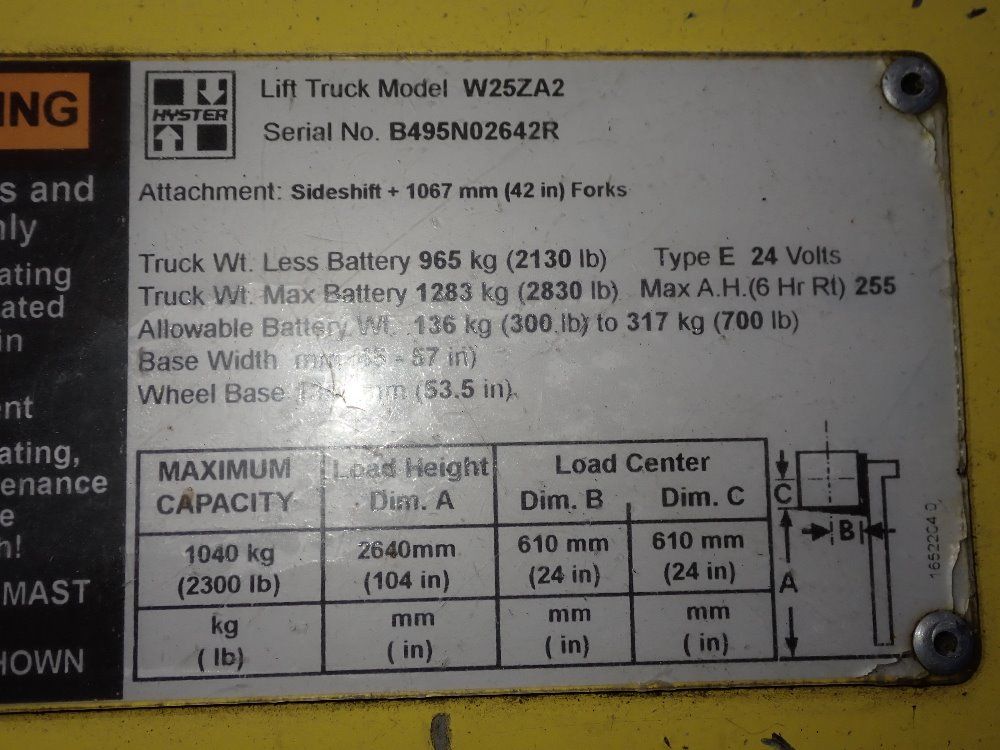 ING
s and
nly
ating
ated
in
ent
ating,
enance
e
h!
MAST
HOWN
HYSTER
Lift Truck Model W25ZA2
Serial No. B495N02642R
Attachment: Sideshift + 1067 mm (42 in) Forks
Truck Wt. Less Battery 965 kg (2130 lb) Type E 24 Volts
Truck Wt. Max Battery 1283 kg (2830 lb) Max A.H.(6 Hr Rt) 255
Allowable Battery Wt. 136 kg (300 lb) to 317 kg (700 lb)
Base Width mm - 57 in)
Wheel Base mm (53.5 in)
MAXIMUM CAPACITY Load Height Dim. A Load Center Dim. B Dim. C
1040 kg 2640mm 610 mm 610 mm
(2300 lb) (104 in) (24 in) (24 in)
kg mm mm mm
( lb) ( in) ( in) ( in)
C
B
A
1652204 0